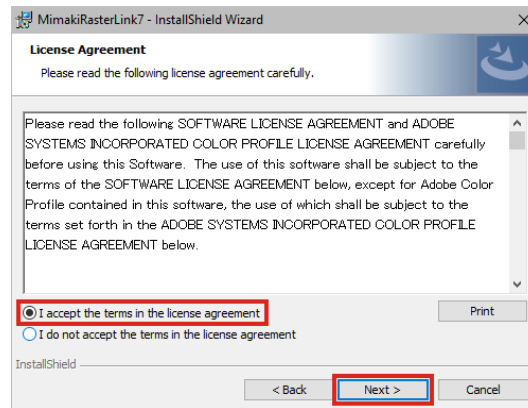 MimakiRasterLink7 - InstallShield Wizard
License Agreement
Please read the following license agreement carefully.
Please read the following SOFTWARE LICENSE AGREEMENT and ADOBE
SYSTEMS INCORPORATED COLOR PROFILE LICENSE AGREEMENT carefully
before using this Software. The use of this software shall be subject to the
terms of the SOFTWARE LICENSE AGREEMENT below, except for Adobe Color
Profile contained in this software, the use of which shall be subject to the
terms set forth in the ADOBE SYSTEMS INCORPORATED COLOR PROFILE
LICENSE AGREEMENT below.
I accept the terms in the license agreement
Print
I do not accept the terms in the license agreement
InstallShield
< Back
Next >
Cancel